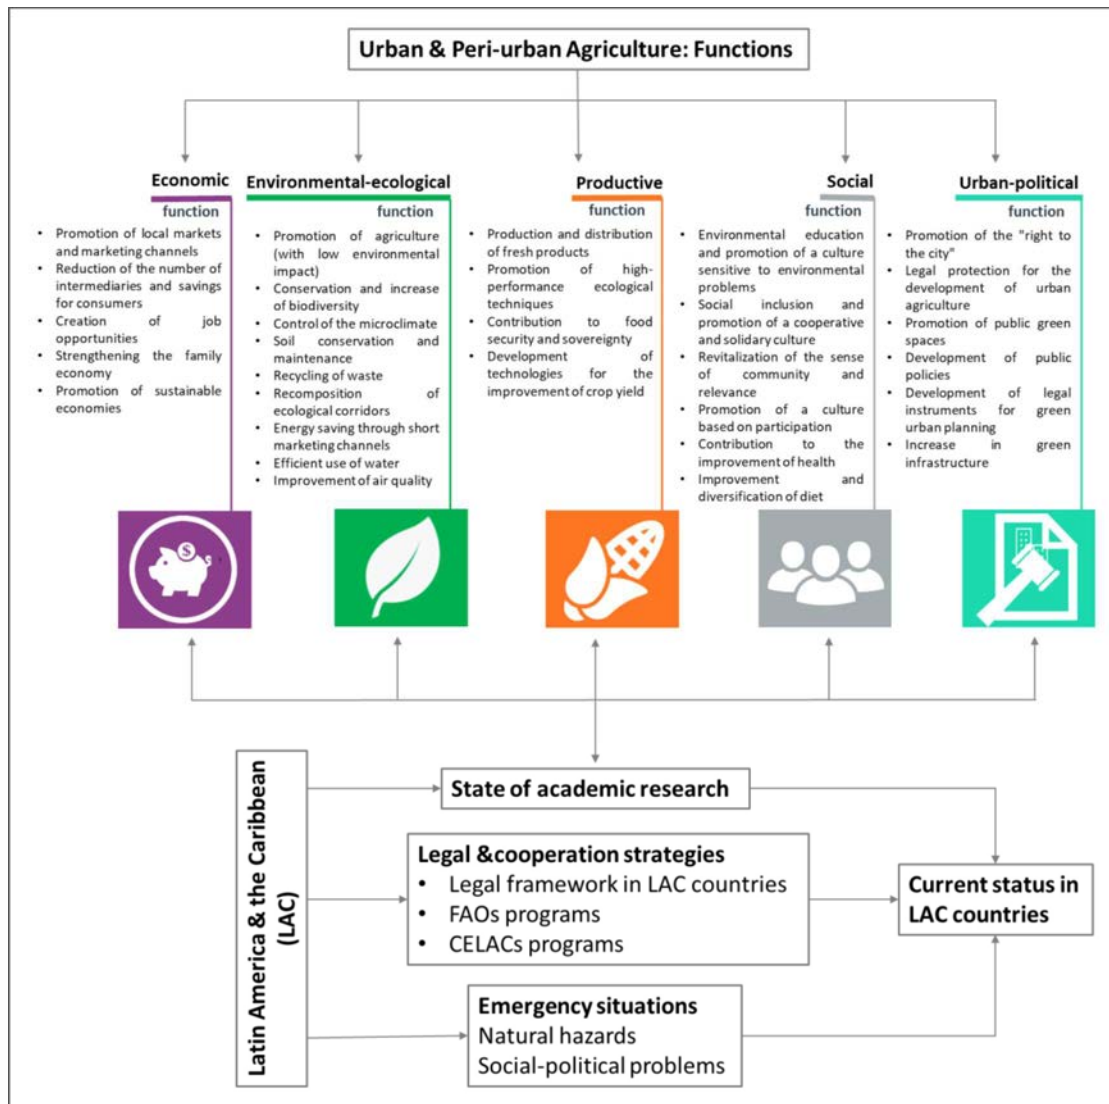 Urban & Peri-urban Agriculture: Functions
Economic
function
• Promotion of local markets
and marketing channels
• Reduction of the number of
intermediaries and savings
for consumers
• Creation of job
opportunities
• Strengthening the family
economy
• Promotion of sustainable
economies
Environmental-ecological
function
• Promotion of agriculture
(with low environmental
impact)
• Conservation and increase
of biodiversity
• Control of the microclimate
• Soil conservation and
maintenance
• Recycling of waste
• Recomposition of
ecological corridors
• Energy saving through short
marketing channels
• Efficient use of water
• Improvement of air quality
Productive
function
• Production and distribution
of fresh products
• Promotion of high-
performance ecological
techniques
• Contribution to food
security and sovereignty
• Development of
technologies for the
improvement of crop yield
Social
function
• Environmental education
and promotion of a culture
sensitive to environmental
problems
• Social inclusion and
promotion of a cooperative
and solidary culture
• Revitalization of the sense
of community and
relevance
• Promotion of a culture
based on participation
• Contribution to the
improvement of health
• Improvement and
diversification of diet
Urban-political
function
• Promotion of the "right to
the city"
• Legal protection for the
development of urban
agriculture
• Promotion of public green
spaces
• Development of public
policies
• Development of legal
instruments for green
urban planning
• Increase in green
infrastructure
$
Latin America & the Caribbean
(LAC)
State of academic research
Legal &cooperation strategies
• Legal framework in LAC countries
• FAOs programs
• CELACs programs
Emergency situations
Natural hazards
Social-political problems
Current status in
LAC countries